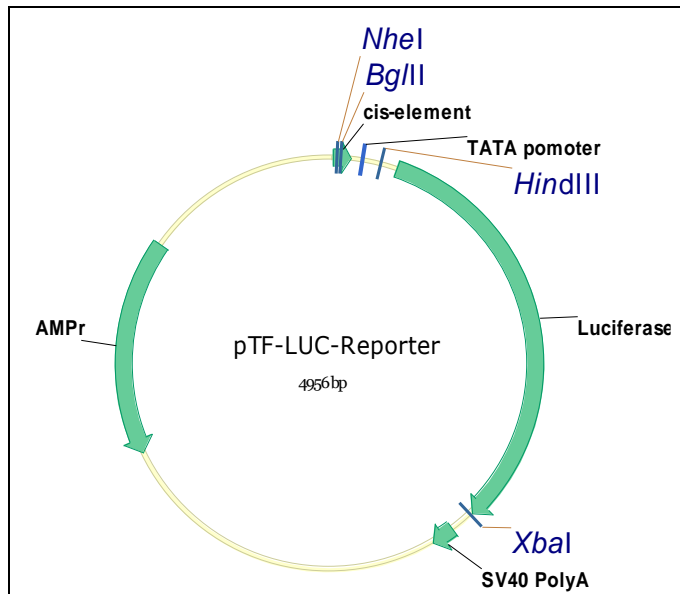 NheI
BglII
cis-element
TATA pomoter
HindIII
AMPr
Luciferase
pTF-LUC-Reporter
4956bp
XbaI
SV40 PolyA